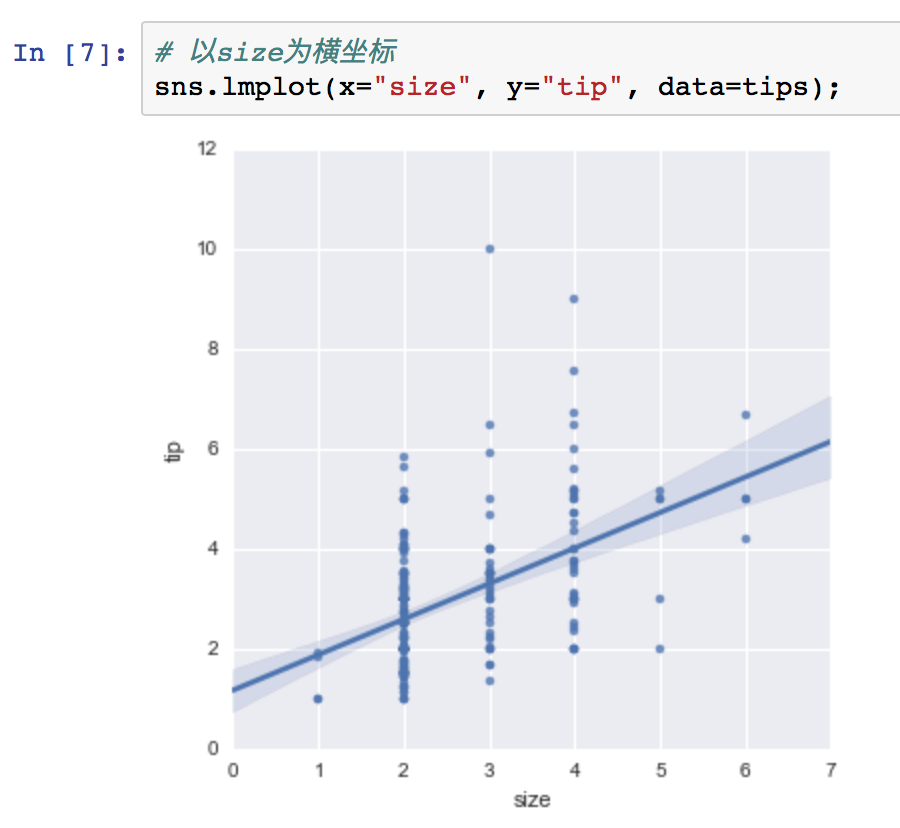 In [7]:
# 以size为横坐标
sns.lmplot(x="size", y="tip", data=tips);
12
10
8
6
4
2
0
tip
0 1 2 3 4 5 6 7
size